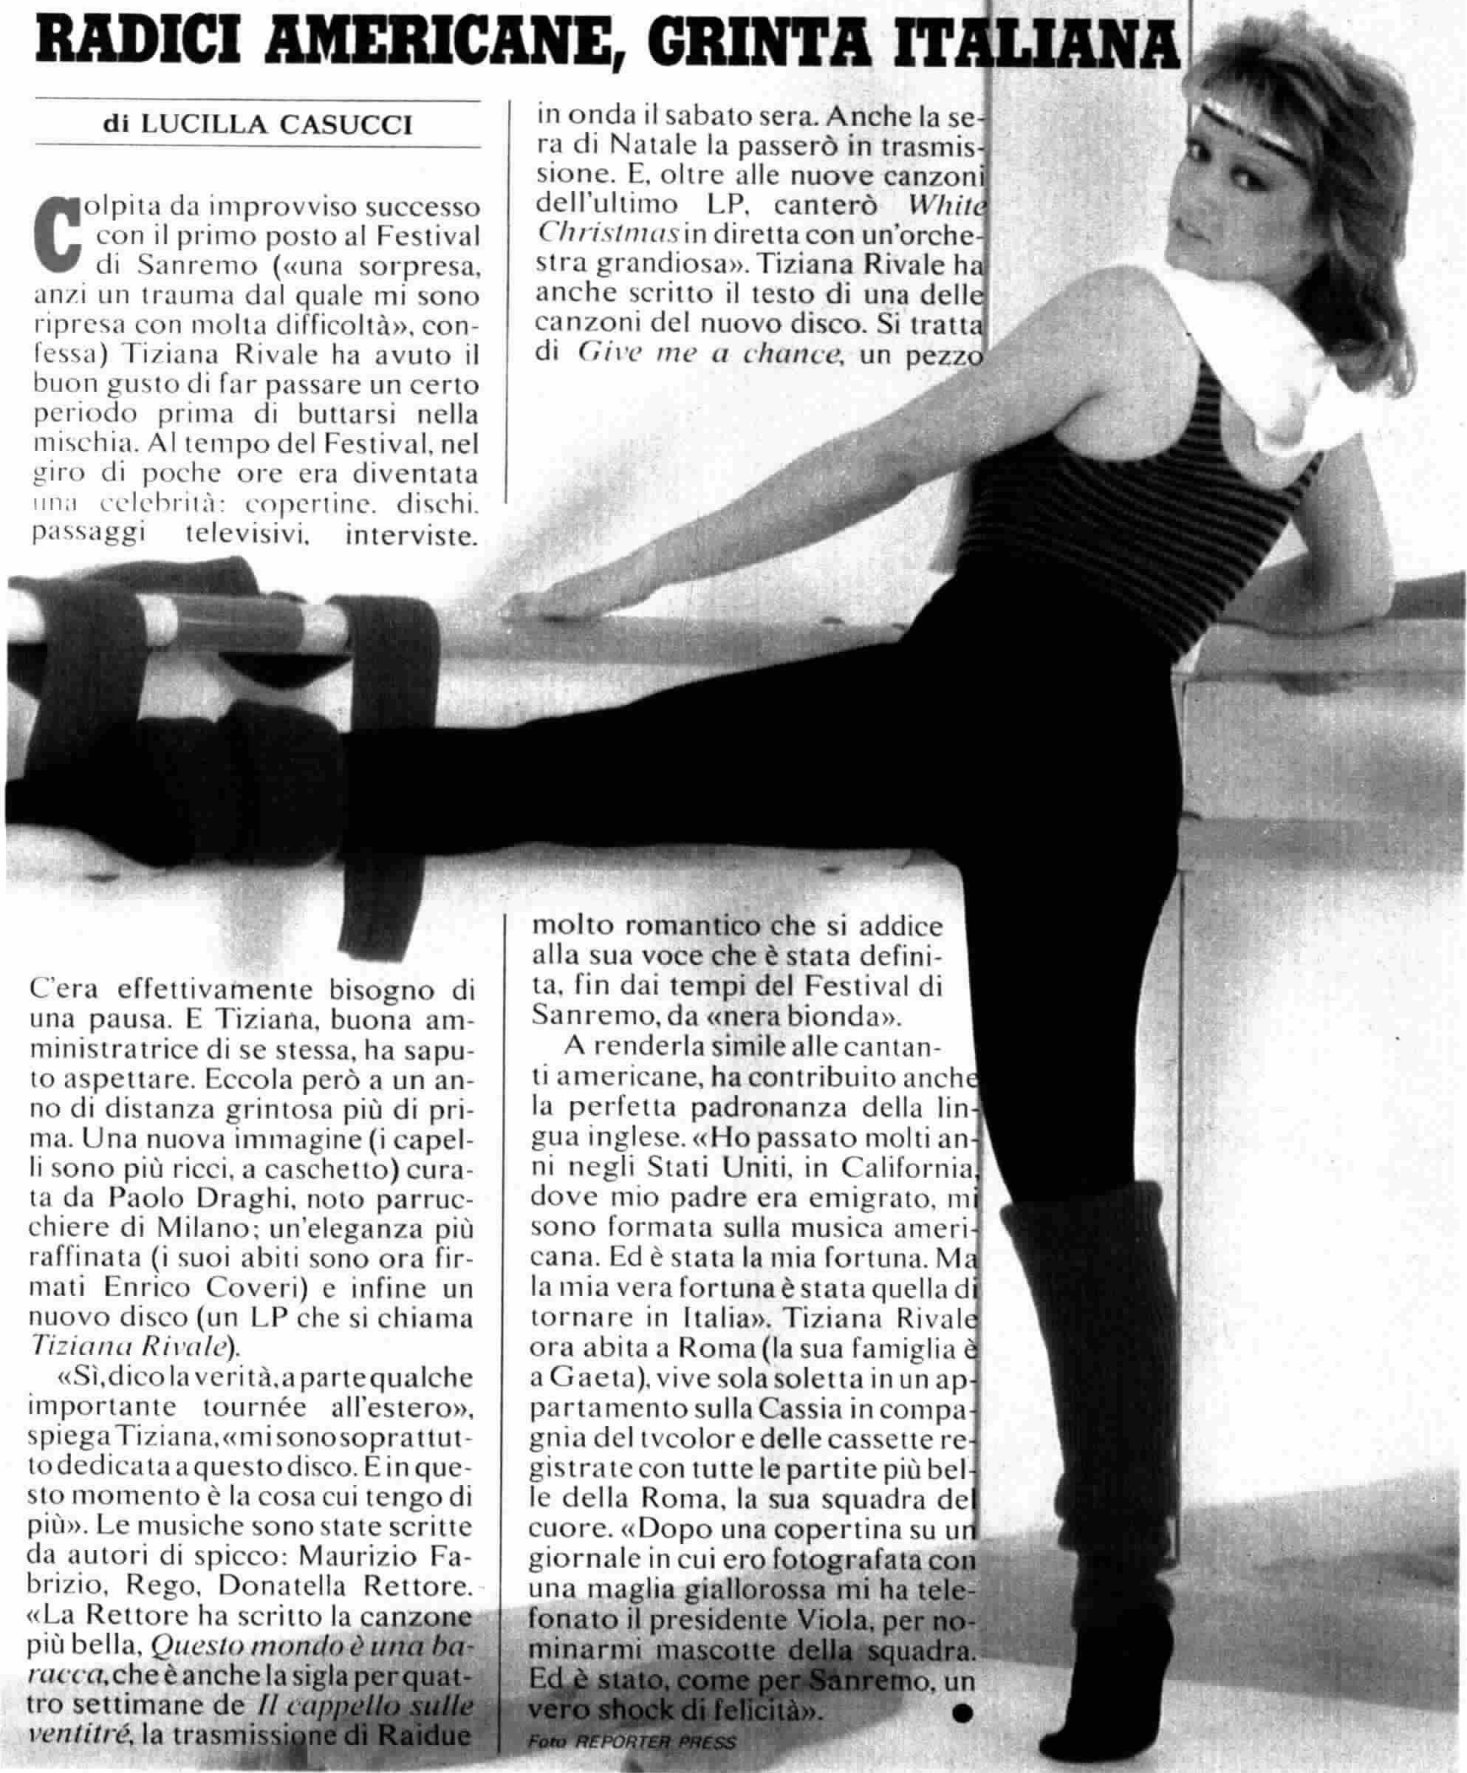 RADICI AMERICANE, GRINTA ITALIANA
di LUCILLA CASUCCI
Colpita da improvviso successo
con il primo posto al Festival
di Sanremo («una sorpresa,
anzi un trauma dal quale mi sono
ripresa con molta difficoltà», con-
fessa) Tiziana Rivale ha avuto il
buon gusto di far passare un certo
periodo prima di buttarsi nella
mischia. Al tempo del Festival, nel
giro di poche ore era diventata
una celebrità: copertine, dischi,
passaggi televisivi, interviste.
C'era effettivamente bisogno di
una pausa. E Tiziana, buona am-
ministratrice di se stessa, ha sapu-
to aspettare. Eccola però a un an-
no di distanza grintosa più di pri-
ma. Una nuova immagine (i capel-
li sono più ricci, a caschetto) cura-
ta da Paolo Draghi, noto parruc-
chiere di Milano; un'eleganza più
raffinata (i suoi abiti sono ora fir-
mati Enrico Coveri) e infine un
nuovo disco (un LP che si chiama
Tiziana Rivale).
«Sì, dico la verità, a parte qualche
importante tournée all'estero»,
spiega Tiziana, «mi sono soprattut-
to dedicata a questo disco. E in que-
sto momento è la cosa cui tengo di
più». Le musiche sono state scritte
da autori di spicco: Maurizio Fa-
brizio, Rego, Donatella Rettore.
«La Rettore ha scritto la canzone
più bella, Questo mondo è una ba-
racca, che è anche la sigla per quat-
tro settimane de Il cappello sulle
ventitré, la trasmissione di Raidue
in onda il sabato sera. Anche la se-
ra di Natale la passerò in trasmis-
sione. E, oltre alle nuove canzoni
dell'ultimo LP, canterò White
Christmas in diretta con un'orche-
stra grandiosa». Tiziana Rivale ha
anche scritto il testo di una delle
canzoni del nuovo disco. Si tratta
di Give me a chance, un pezzo
molto romantico che si addice
alla sua voce che è stata defini-
ta, fin dai tempi del Festival di
Sanremo, da «nera bionda».
A renderla simile alle cantan-
ti americane, ha contribuito anche
la perfetta padronanza della lin-
gua inglese. «Ho passato molti an-
ni negli Stati Uniti, in California,
dove mio padre era emigrato, mi
sono formata sulla musica ameri-
cana. Ed è stata la mia fortuna. Ma
la mia vera fortuna è stata quella di
tornare in Italia». Tiziana Rivale
ora abita a Roma (la sua famiglia è
a Gaeta), vive sola soletta in un ap-
partamento sulla Cassia in compa-
gnia del tvcolor e delle cassette re-
gistrate con tutte le partite più bel-
le della Roma, la sua squadra del
cuore. «Dopo una copertina su un
giornale in cui ero fotografata con
una maglia giallorossa mi ha tele-
fonato il presidente Viola, per no-
minarmi mascotte della squadra.
Ed è stato, come per Sanremo, un
vero shock di felicità». ●
Foto REPORTER PRESS